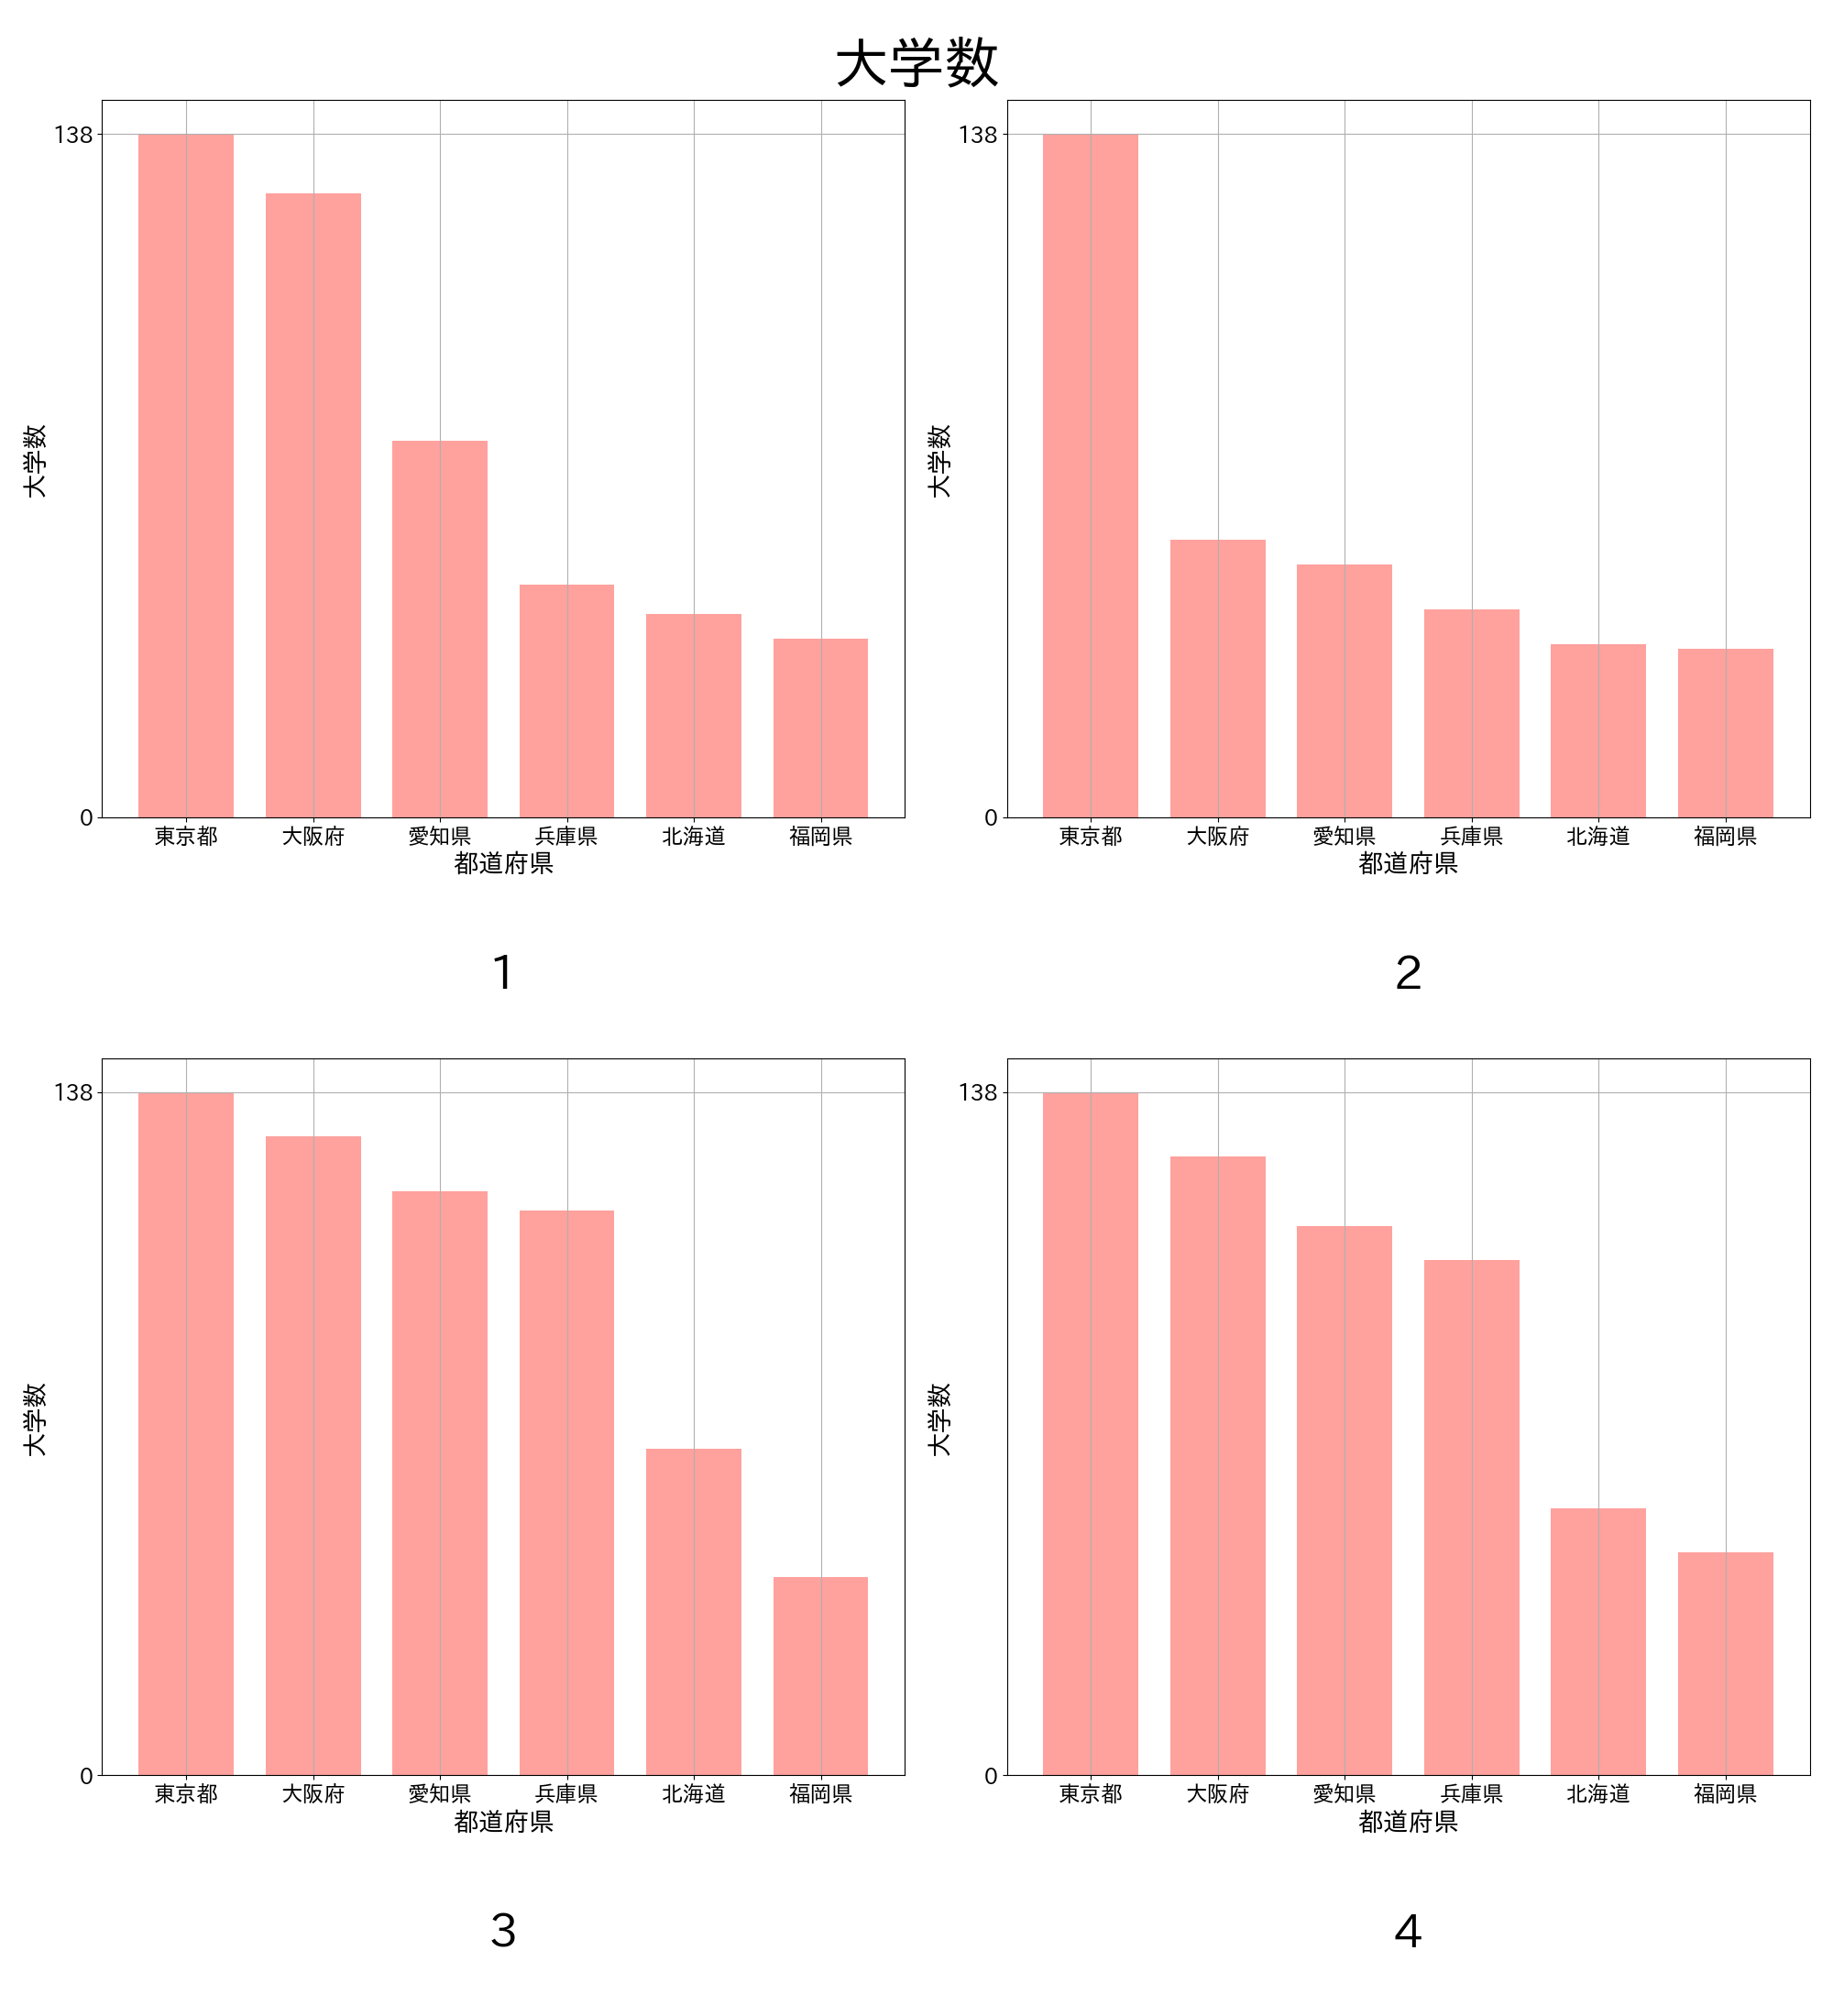 大学数
138
0
大学数
東京都 大阪府 愛知県 兵庫県 北海道 福岡県
都道府県
1
138
0
大学数
東京都 大阪府 愛知県 兵庫県 北海道 福岡県
都道府県
2
138
0
大学数
東京都 大阪府 愛知県 兵庫県 北海道 福岡県
都道府県
3
138
0
大学数
東京都 大阪府 愛知県 兵庫県 北海道 福岡県
都道府県
4